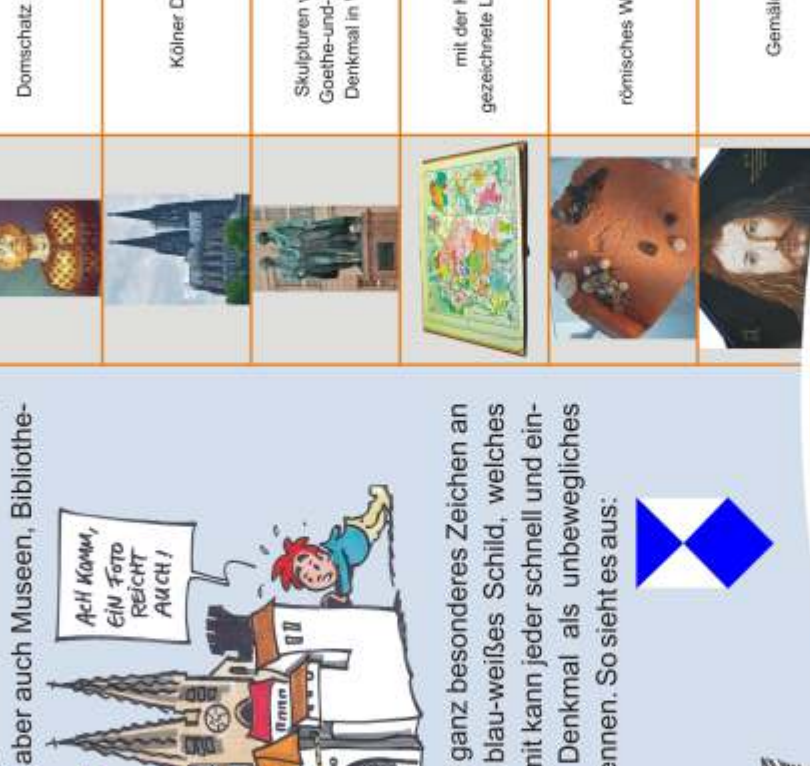 aber auch Museen, Bibliothe-
ACH KOMM,
EIN FOTO
REICHT
AUCH!
ganz besonderes Zeichen an
blau-weißes Schild, welches
mit kann jeder schnell und ein-
Denkmal als unbewegliches
ennen. So sieht es aus:
Domschatz
Kölner D
Skulpturen v
Goethe-und-
Denkmal in
mit der
gezeichnete L
römisches W
Gemäl